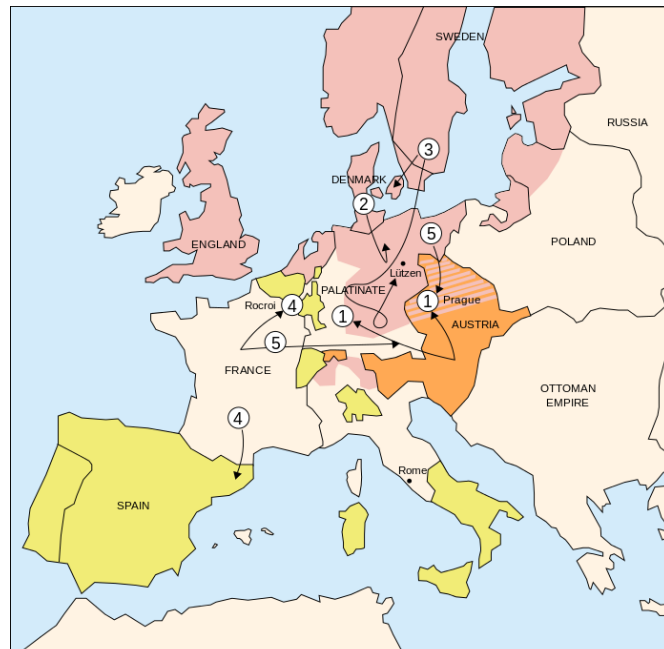 SWEDEN
RUSSIA
3
DENMARK
2
ENGLAND
5
POLAND
Lützen
PALATINATE
Rocroi
4
1
1
Prague
AUSTRIA
5
FRANCE
OTTOMAN
EMPIRE
4
Rome
SPAIN